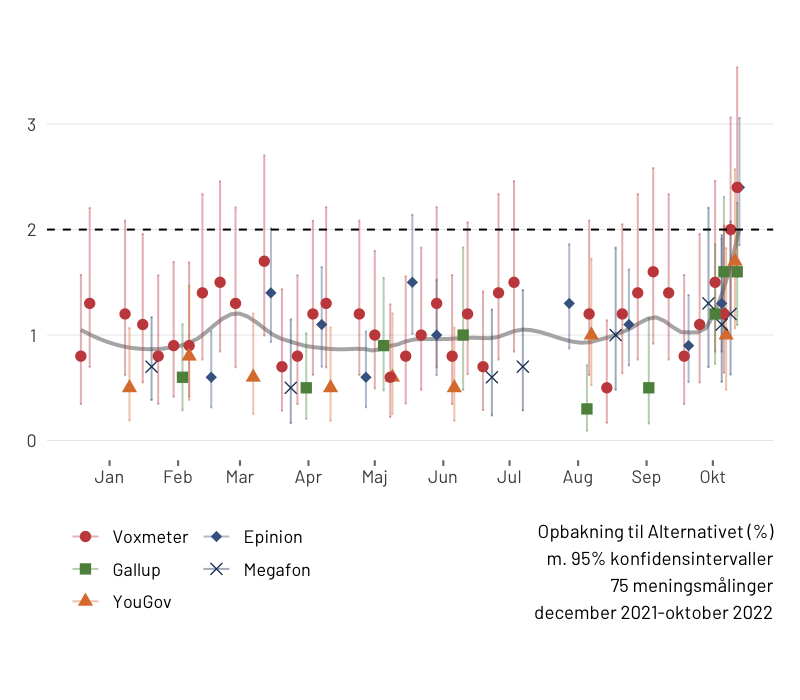 3
2
1
0
Jan Feb Mar Apr Maj Jun Jul Aug Sep Okt
Voxmeter Epinion
Gallup Megafon
YouGov
Opbakning til Alternativet (%)
m. 95% konfidensintervaller
75 meningsmålinger
december 2021-oktober 2022